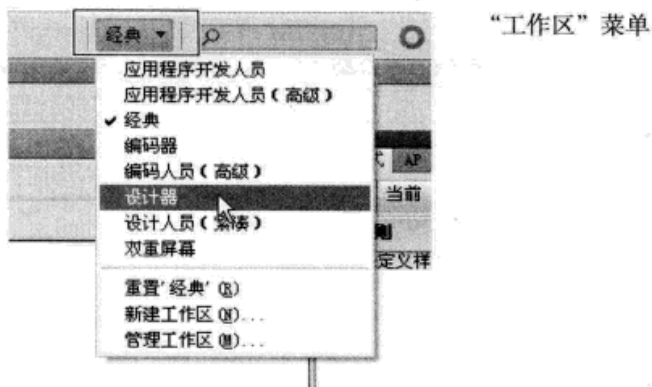 “工作区”菜单
经典
应用程序开发人员
应用程序开发人员(高级)
经典
编码器
编码人员(高级)
设计器
设计人员(紧凑)
双重屏幕
重置'经典'(R)
新建工作区(N)...
管理工作区(M)...
式 AP
当前
则
定义样